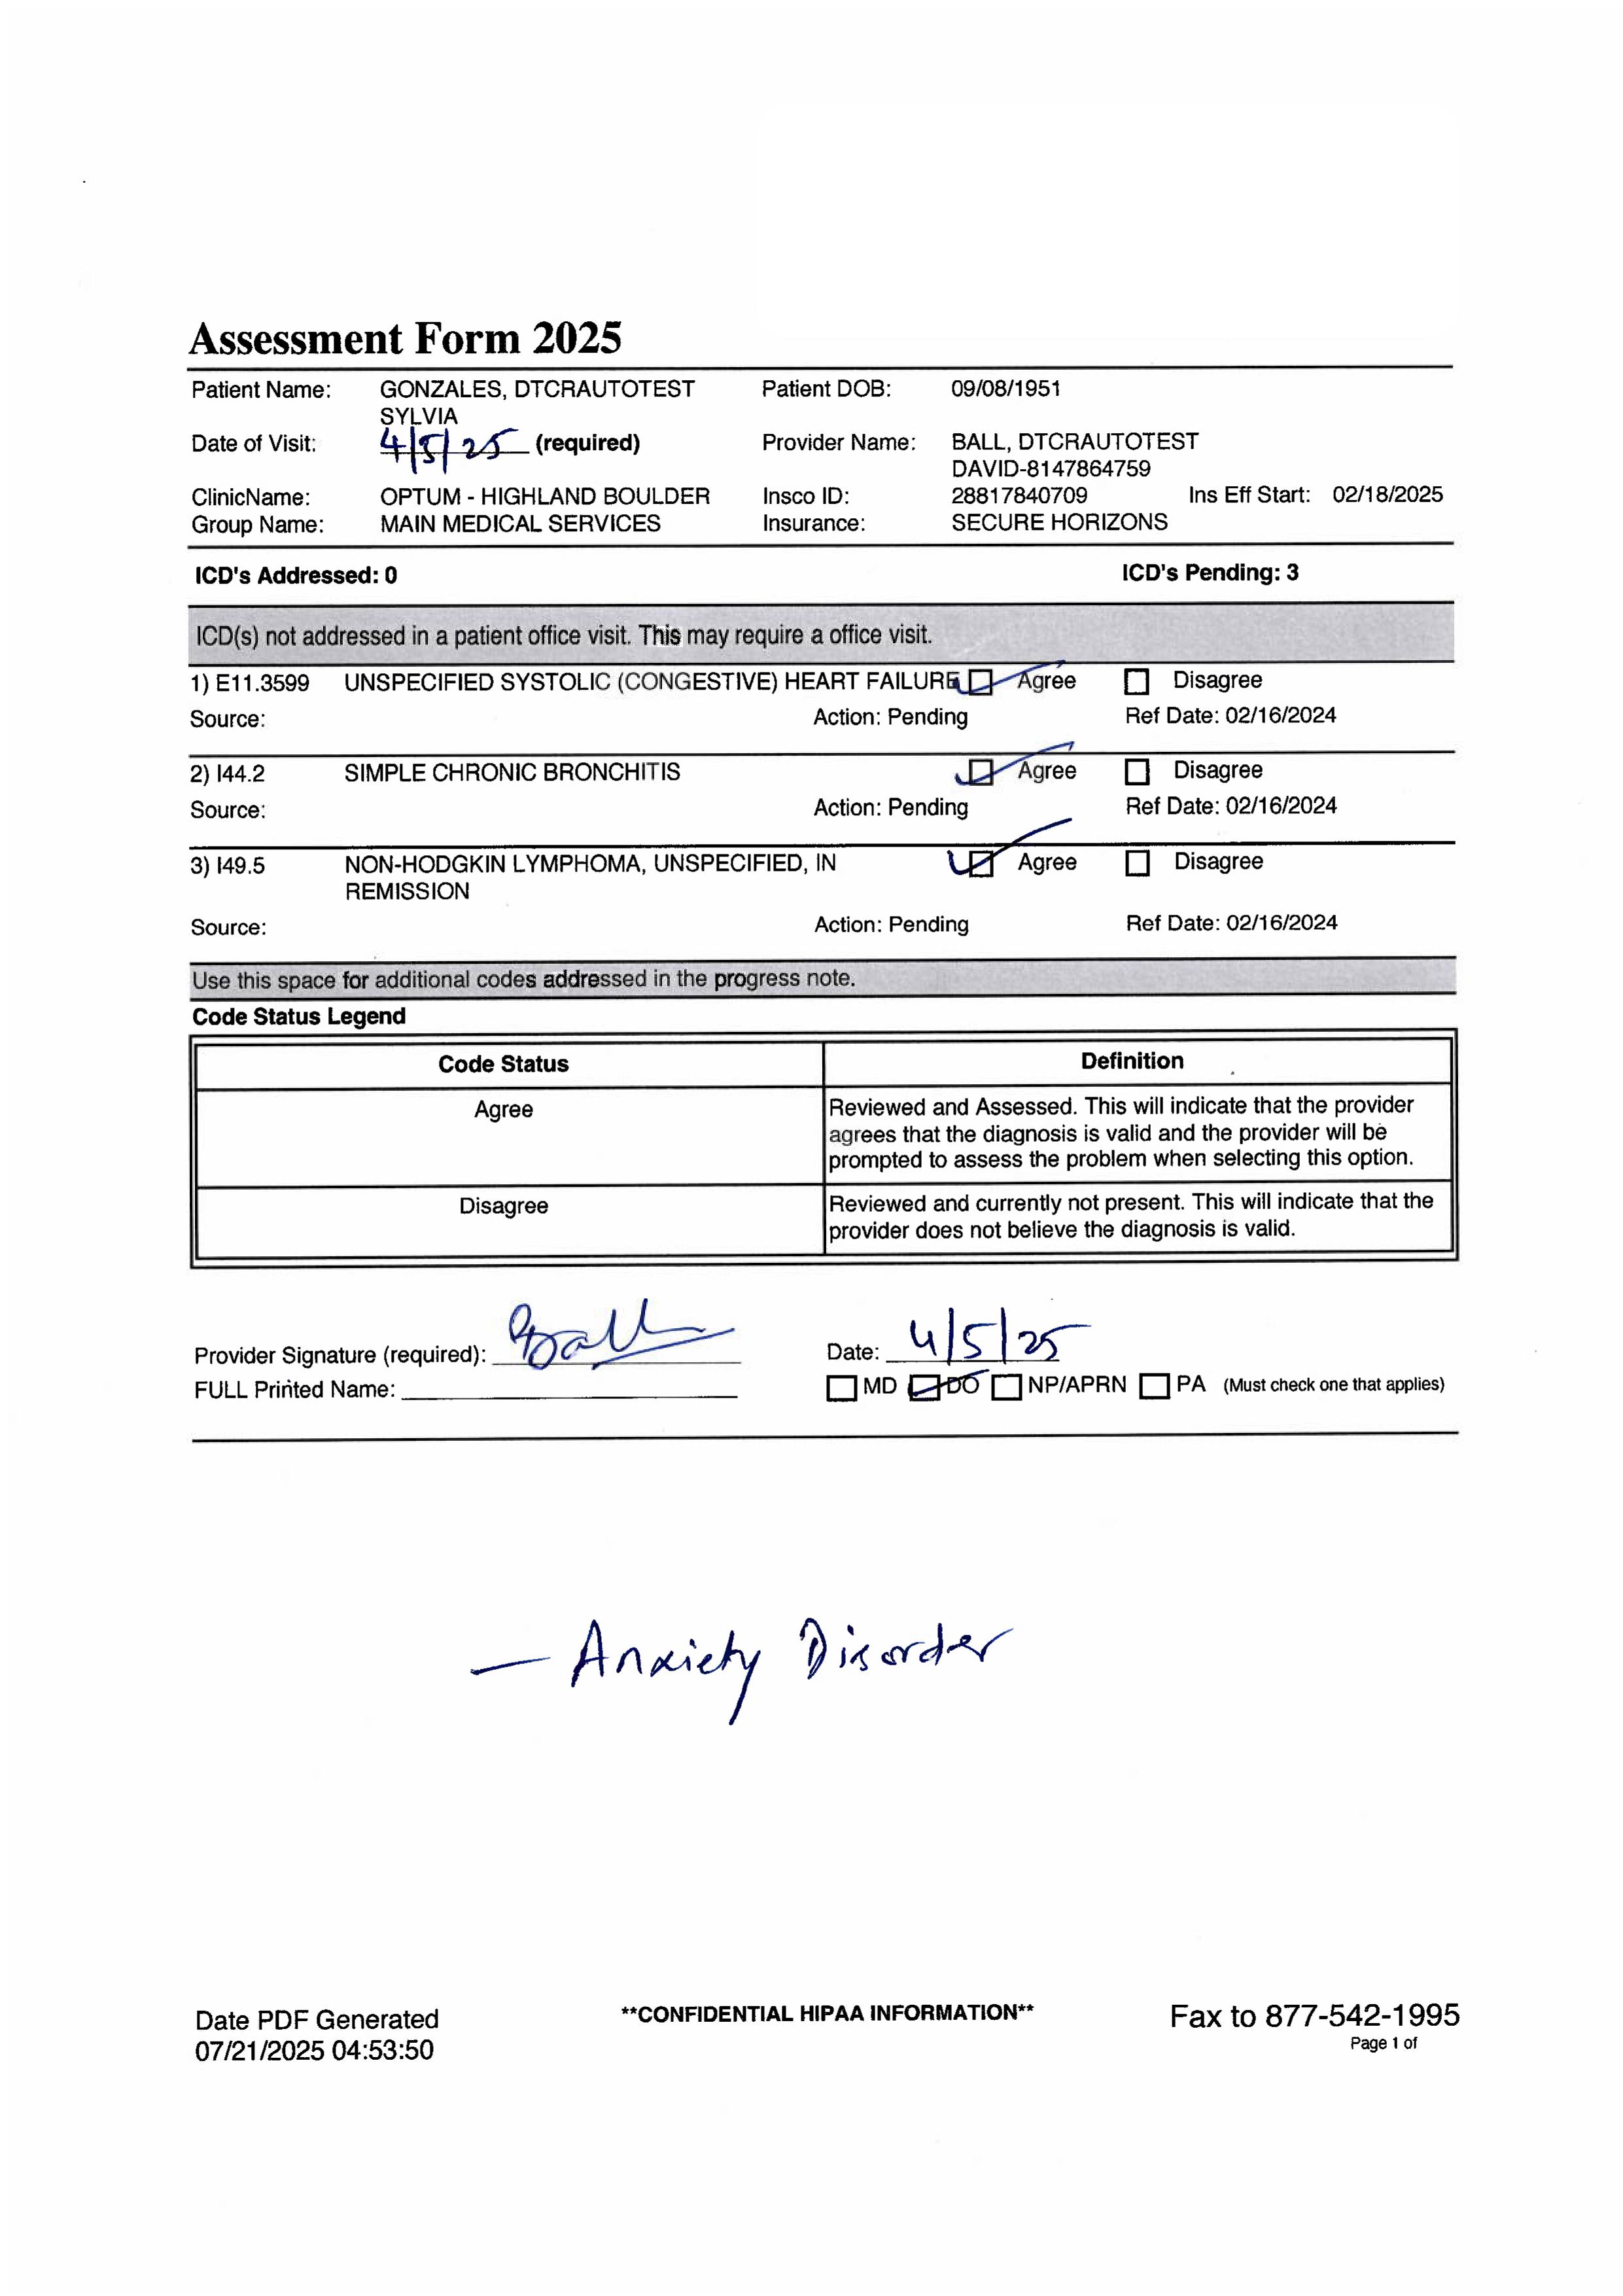 Assessment Form 2025
Patient Name: GONZALES, DTCRAUTOTEST SYLVIA Patient DOB: 09/08/1951
Date of Visit: 4/5/25 (required) Provider Name: BALL, DTCRAUTOTEST DAVID-8147864759
ClinicName: OPTUM - HIGHLAND BOULDER Insco ID: 28817840709 Ins Eff Start: 02/18/2025
Group Name: MAIN MEDICAL SERVICES Insurance: SECURE HORIZONS
ICD's Addressed: 0 ICD's Pending: 3
ICD(s) not addressed in a patient office visit. This may require a office visit.
1) E11.3599 UNSPECIFIED SYSTOLIC (CONGESTIVE) HEART FAILURE Agree Disagree
Source: Action: Pending Ref Date: 02/16/2024
2) I44.2 SIMPLE CHRONIC BRONCHITIS Agree Disagree
Source: Action: Pending Ref Date: 02/16/2024
3) I49.5 NON-HODGKIN LYMPHOMA, UNSPECIFIED, IN REMISSION Agree Disagree
Source: Action: Pending Ref Date: 02/16/2024
Use this space for additional codes addressed in the progress note.
Code Status Legend
Code Status Definition
Agree Reviewed and Assessed. This will indicate that the provider
agrees that the diagnosis is valid and the provider will be
prompted to assess the problem when selecting this option.
Disagree Reviewed and currently not present. This will indicate that the
provider does not believe the diagnosis is valid.
Provider Signature (required): Ball Date: 4/5/25
FULL Printed Name: MD DO NP/APRN PA (Must check one that applies)
— Anxiety Disorder
Date PDF Generated **CONFIDENTIAL HIPAA INFORMATION** Fax to 877-542-1995
07/21/2025 04:53:50 Page 1 of